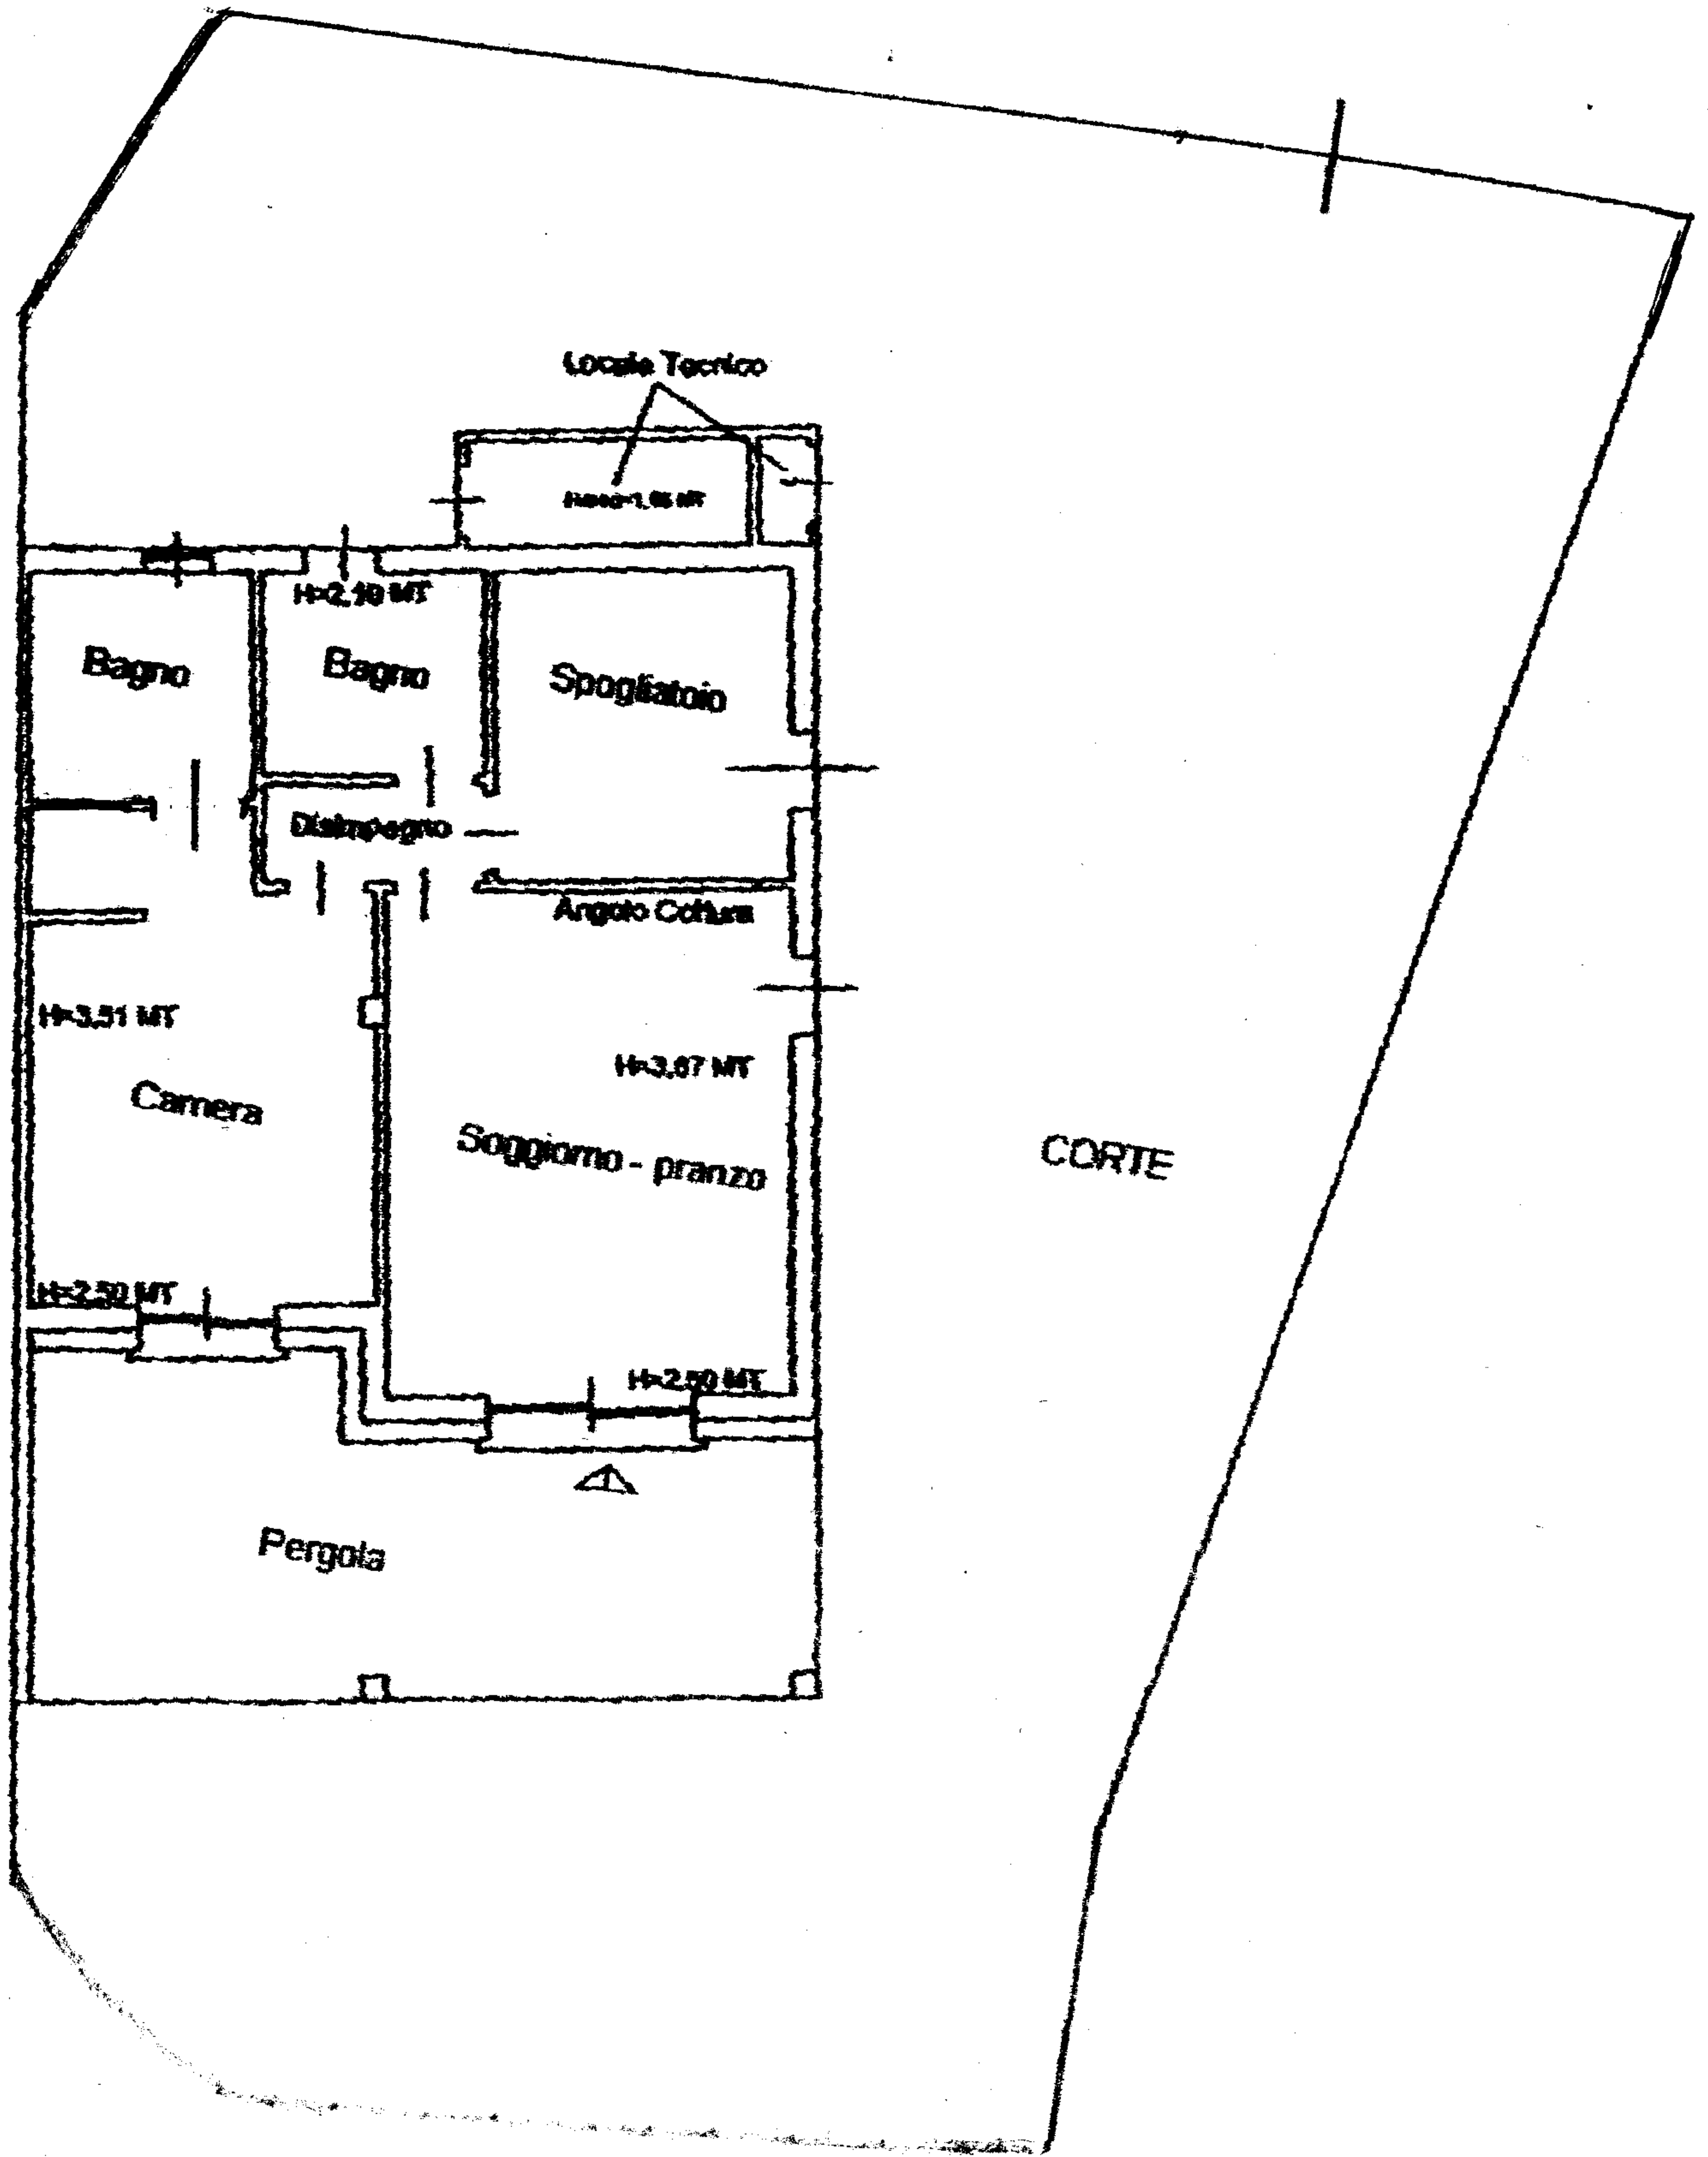 Locale Tecnico
H=2.10 MT
Bagno
Bagno
Spogliatoio
Disimpegno
Angolo Cottura
H=3.51 MT
H=3.67 MT
Camera
Soggiorno - pranzo
CORTE
H=2.50 MT
H=2.50 MT
Pergola